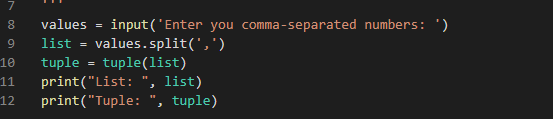 7 '''
8 values = input('Enter you comma-separated numbers: ')
9 list = values.split(',')
10 tuple = tuple(list)
11 print("List: ", list)
12 print("Tuple: ", tuple)